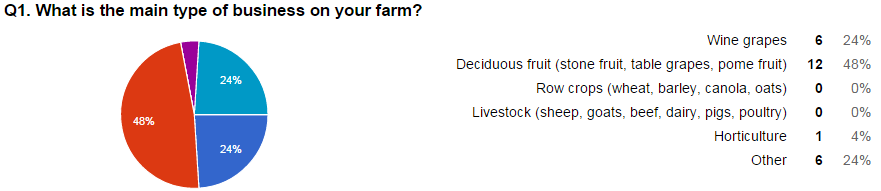 Q1. What is the main type of business on your farm?
24%
48%
24%
Wine grapes 6 24%
Deciduous fruit (stone fruit, table grapes, pome fruit) 12 48%
Row crops (wheat, barley, canola, oats) 0 0%
Livestock (sheep, goats, beef, dairy, pigs, poultry) 0 0%
Horticulture 1 4%
Other 6 24%